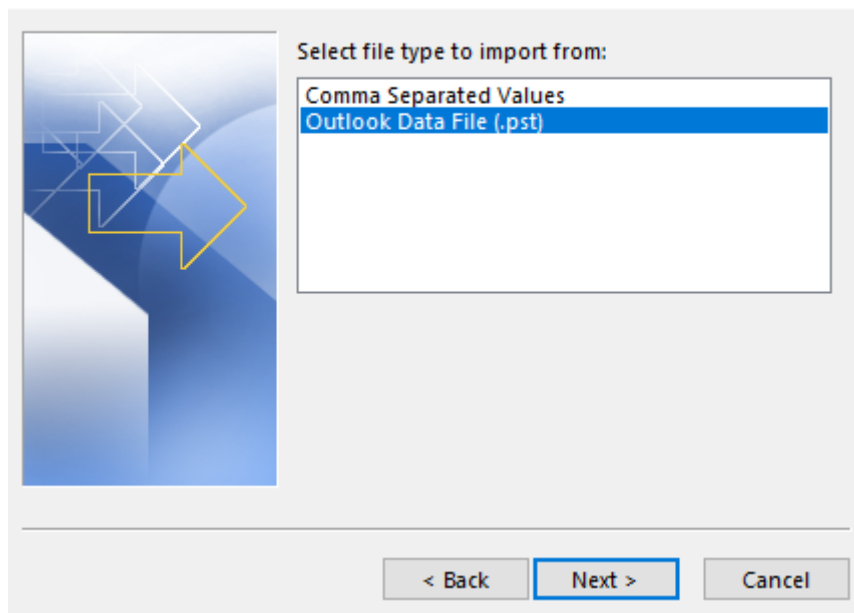 Select file type to import from:
Comma Separated Values
Outlook Data File (.pst)
< Back
Next >
Cancel